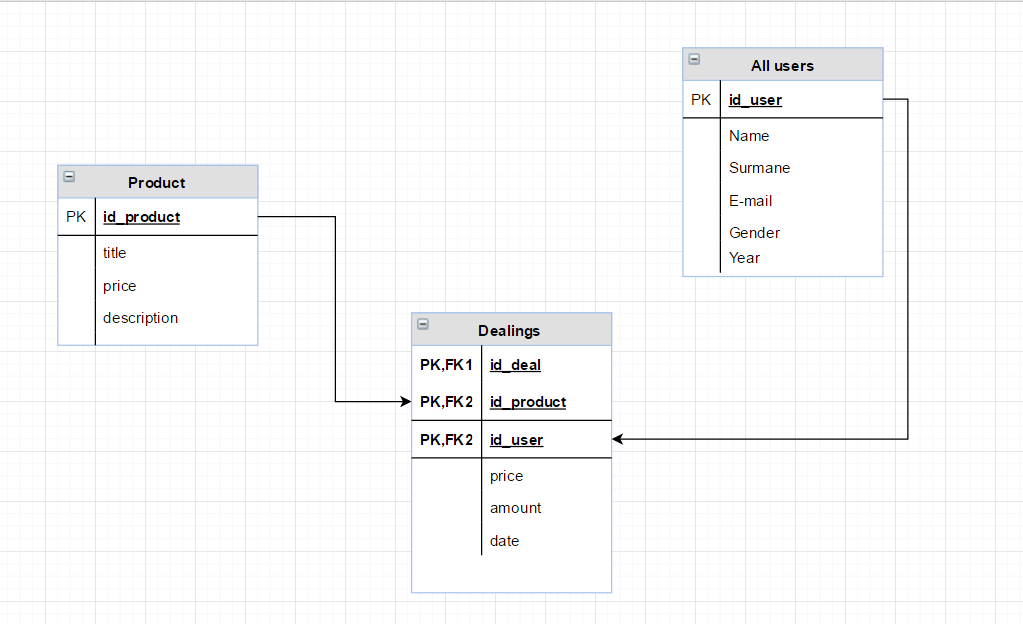 All users
PK id_user
Name
Surmane
E-mail
Gender
Year
Product
PK id_product
title
price
description
Dealings
PK,FK1 id_deal
PK,FK2 id_product
PK,FK2 id_user
price
amount
date